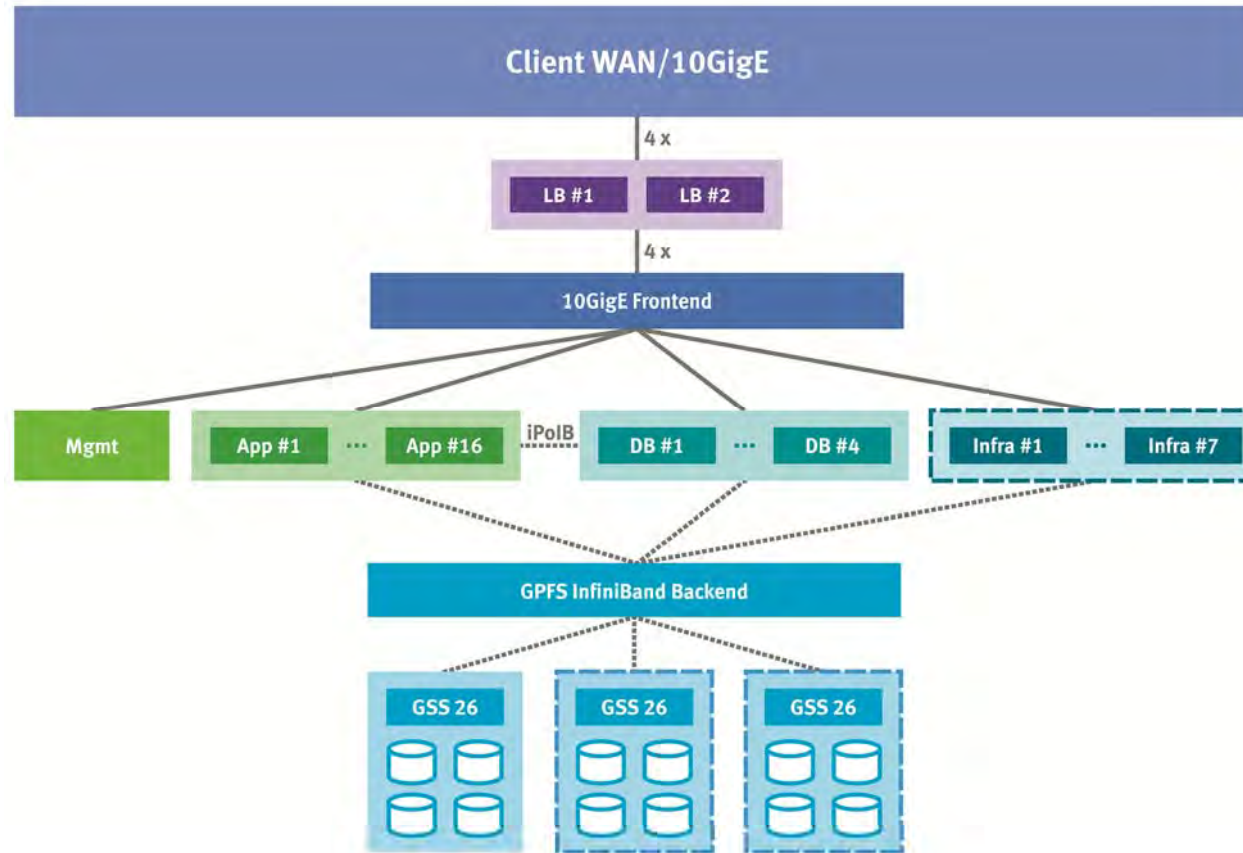 Client WAN/10GigE
4 x
LB #1 LB #2
4 x
10GigE Frontend
Mgmt App #1 ... App #16 iPoIB DB #1 ... DB #4 Infra #1 ... Infra #7
GPFS InfiniBand Backend
GSS 26 GSS 26 GSS 26